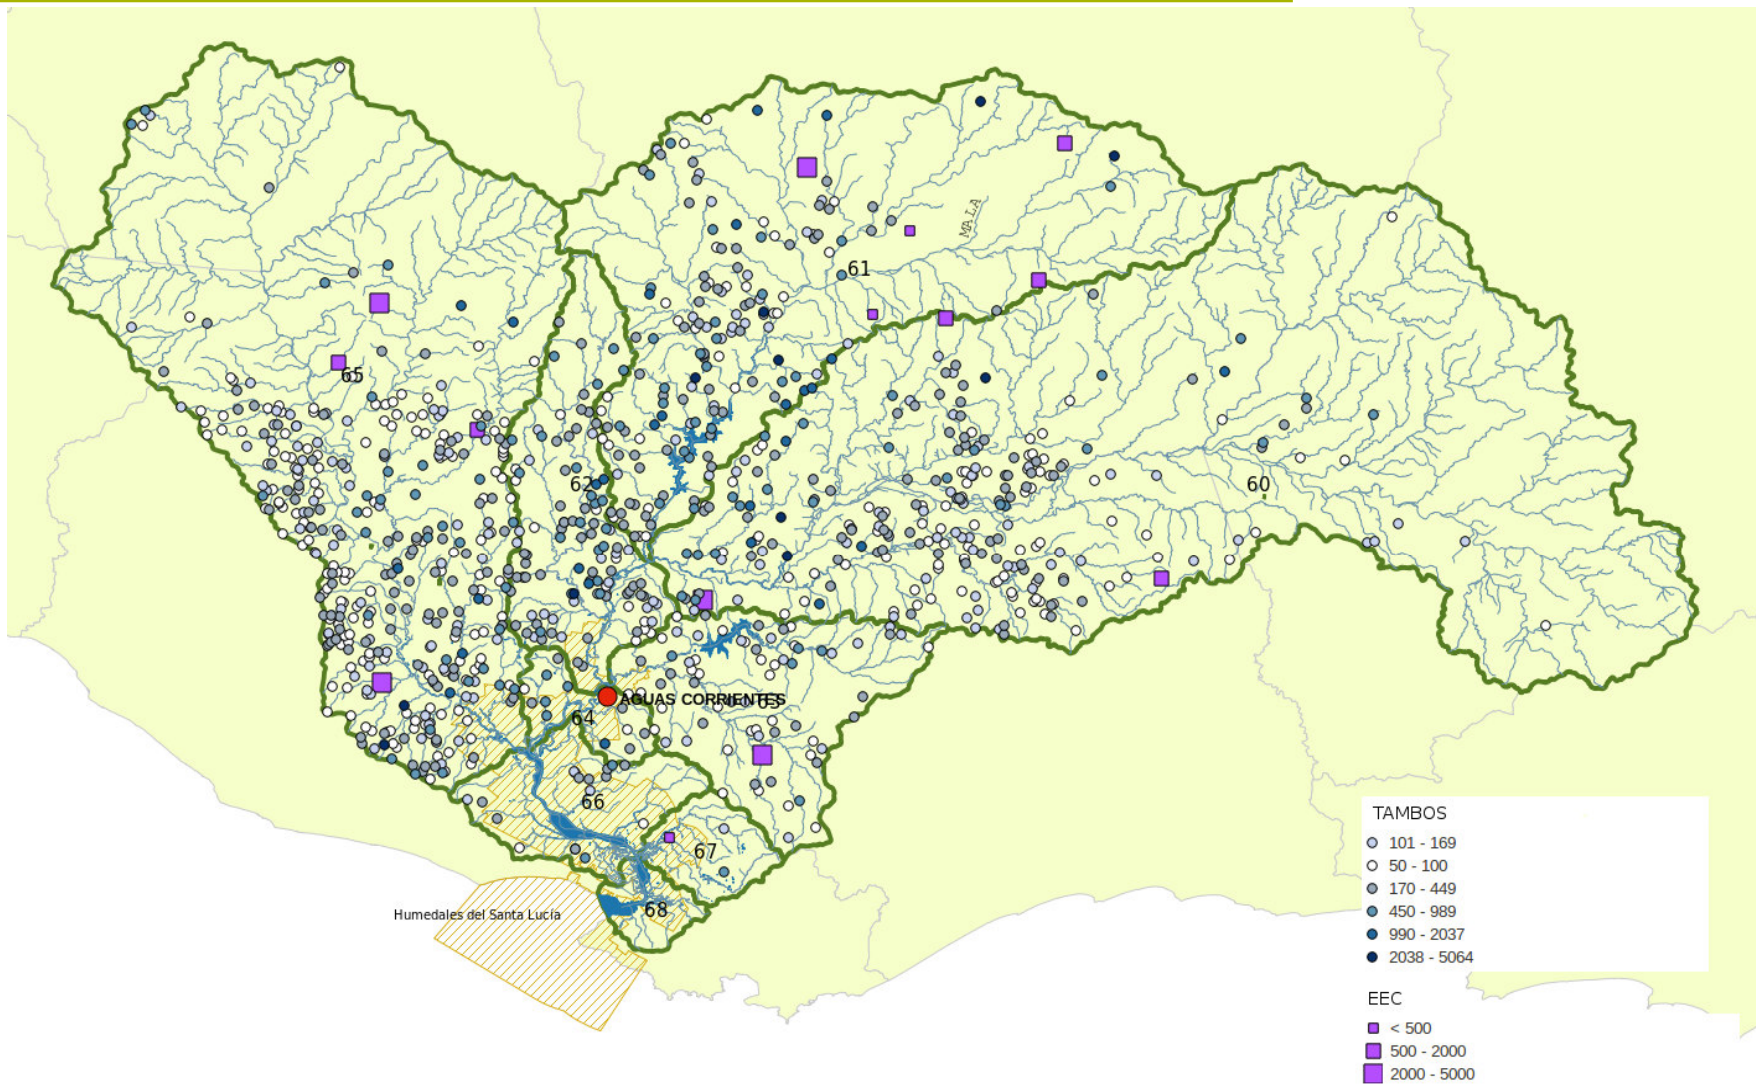 MALA
61
65
62
60
AGUAS CORRIENTES
63
64
66
67
68
Humedales del Santa Lucía
TAMBOS
101 - 169
50 - 100
170 - 449
450 - 989
990 - 2037
2038 - 5064
EEC
< 500
500 - 2000
2000 - 5000